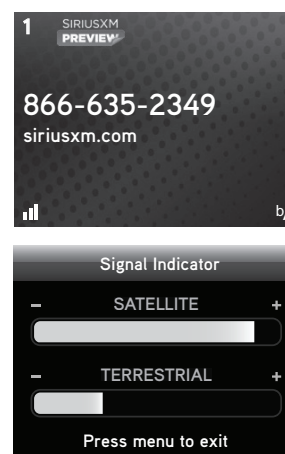 1 SIRIUSXM
PREVIEW
866-635-2349
siriusxm.com
Signal Indicator
− SATELLITE +
− TERRESTRIAL +
Press menu to exit